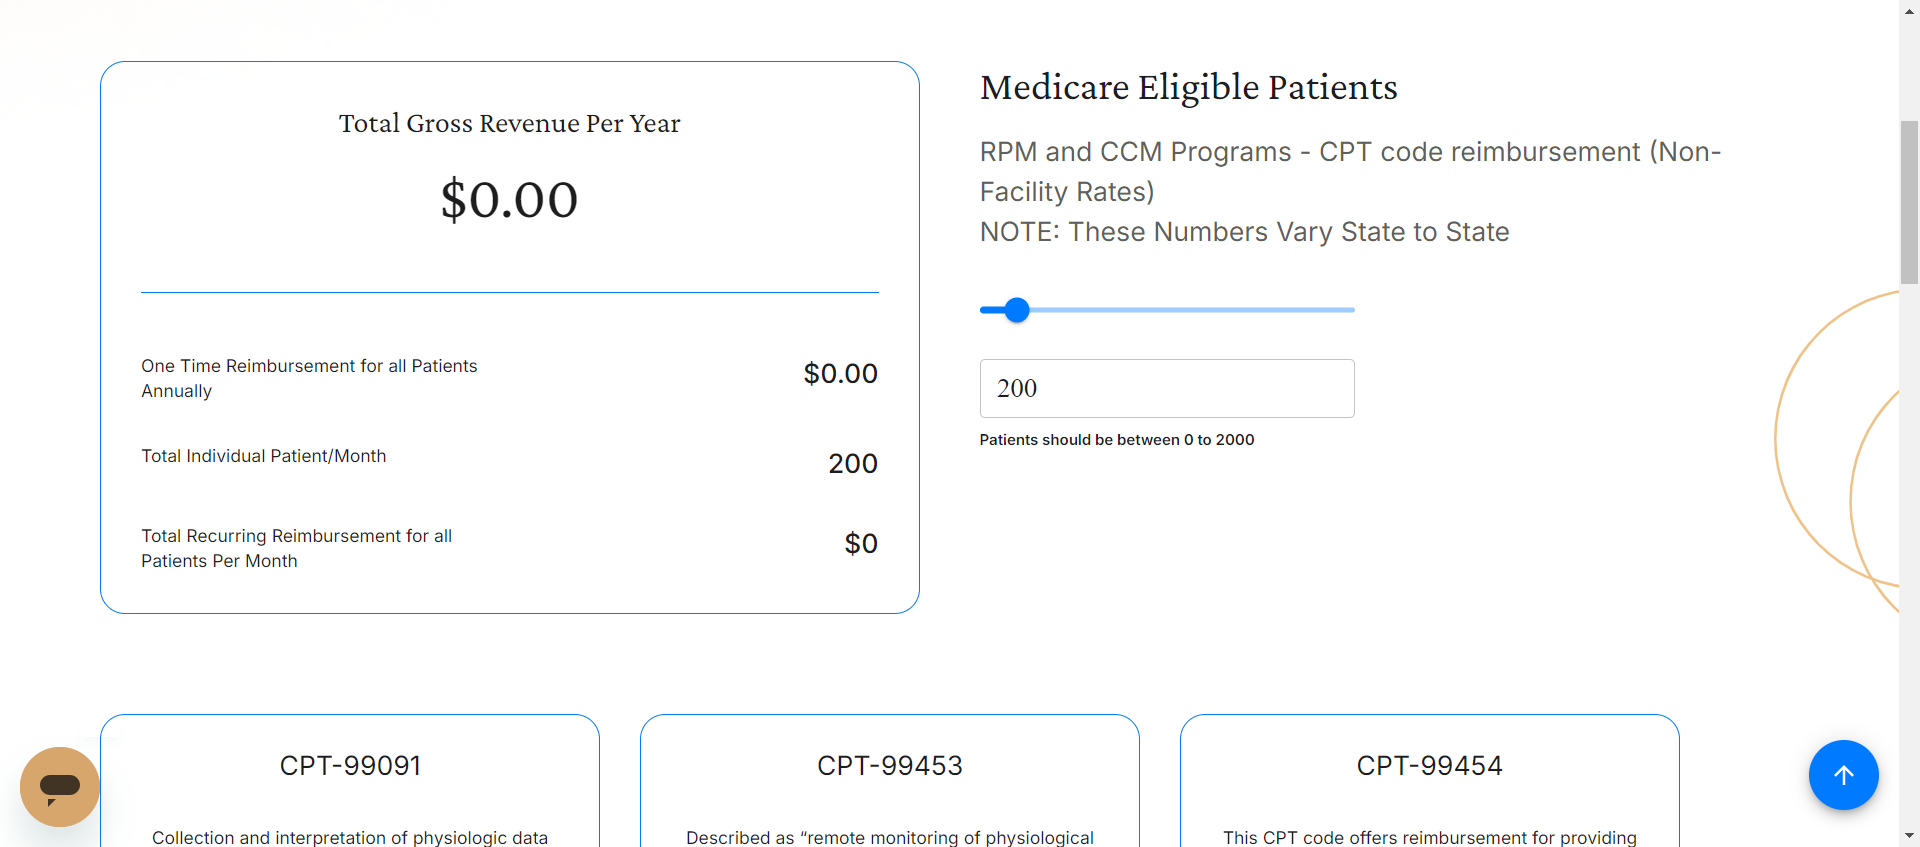 Total Gross Revenue Per Year
$0.00
One Time Reimbursement for all Patients
Annually
$0.00
Total Individual Patient/Month
200
Total Recurring Reimbursement for all
Patients Per Month
$0
Medicare Eligible Patients
RPM and CCM Programs - CPT code reimbursement (Non-
Facility Rates)
NOTE: These Numbers Vary State to State
200
Patients should be between 0 to 2000
CPT-99091
Collection and interpretation of physiologic data
CPT-99453
Described as “remote monitoring of physiological
CPT-99454
This CPT code offers reimbursement for providing